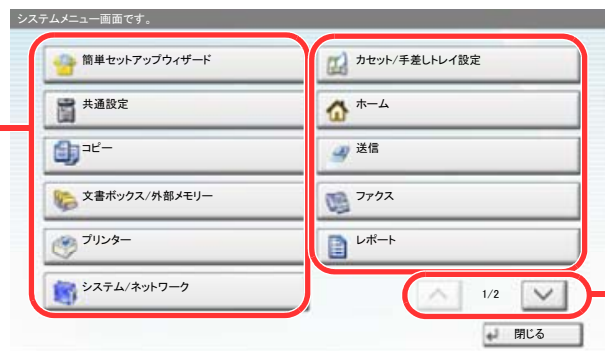 システムメニュー画面です。
簡単セットアップウィザード
カセット/手差しトレイ設定
共通設定
ホーム
コピー
送信
文書ボックス/外部メモリー
ファクス
プリンター
レポート
システム/ネットワーク
1/2
閉じる